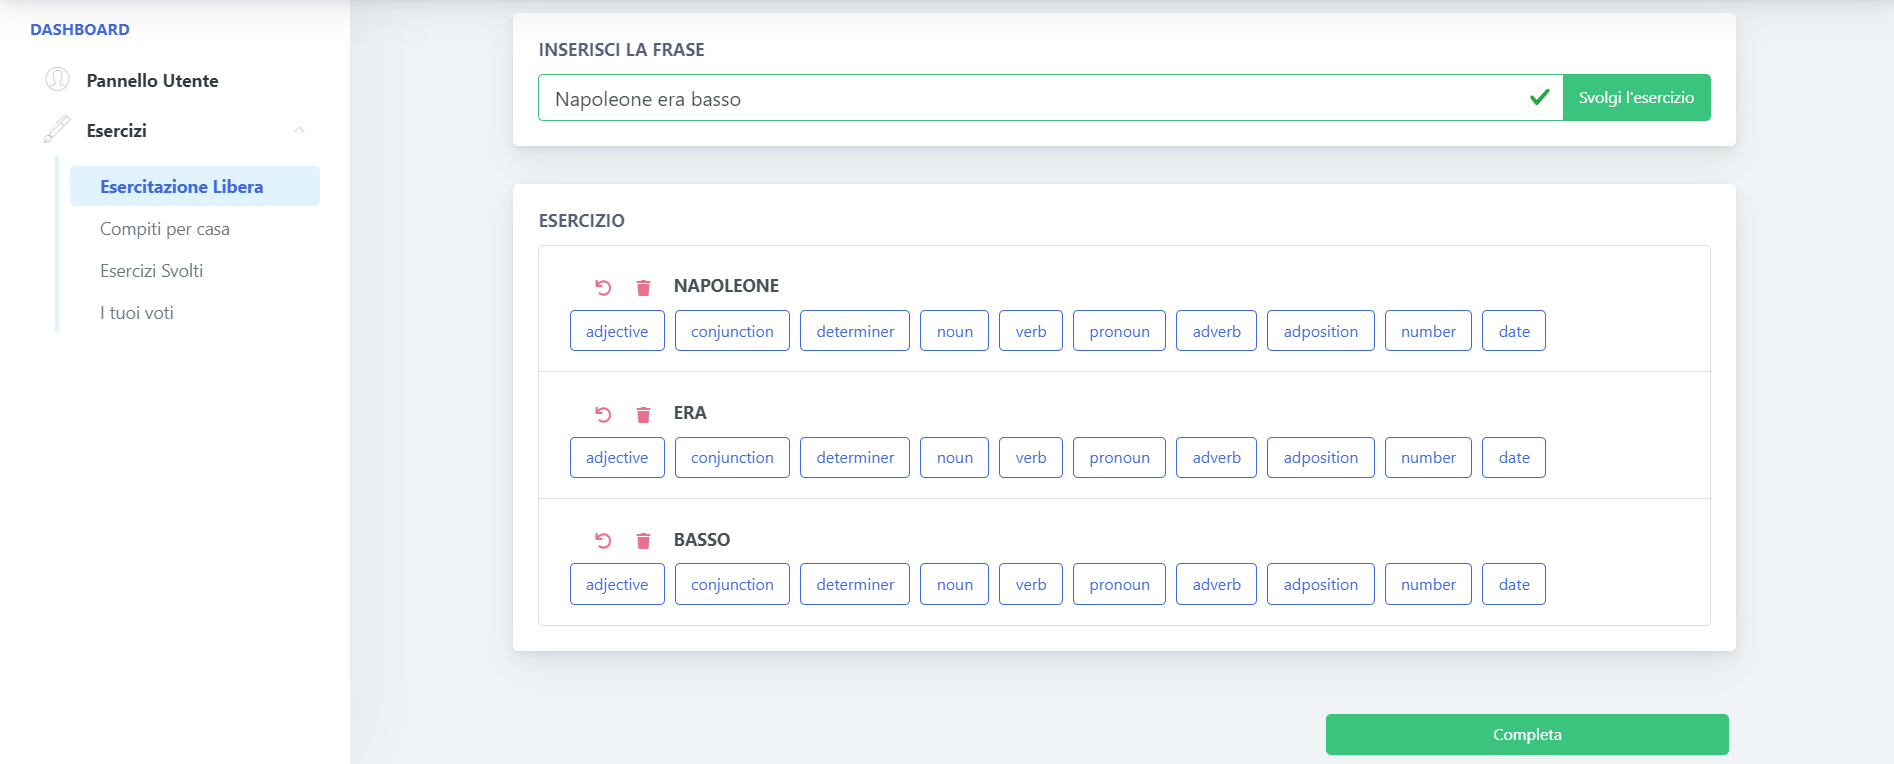 DASHBOARD
Pannello Utente
Esercizi
Esercitazione Libera
Compiti per casa
Esercizi Svolti
I tuoi voti
INSERISCI LA FRASE
Napoleone era basso
Svolgi l'esercizio
ESERCIZIO
NAPOLEONE
adjective conjunction determiner noun verb pronoun adverb adposition number date
ERA
adjective conjunction determiner noun verb pronoun adverb adposition number date
BASSO
adjective conjunction determiner noun verb pronoun adverb adposition number date
Completa